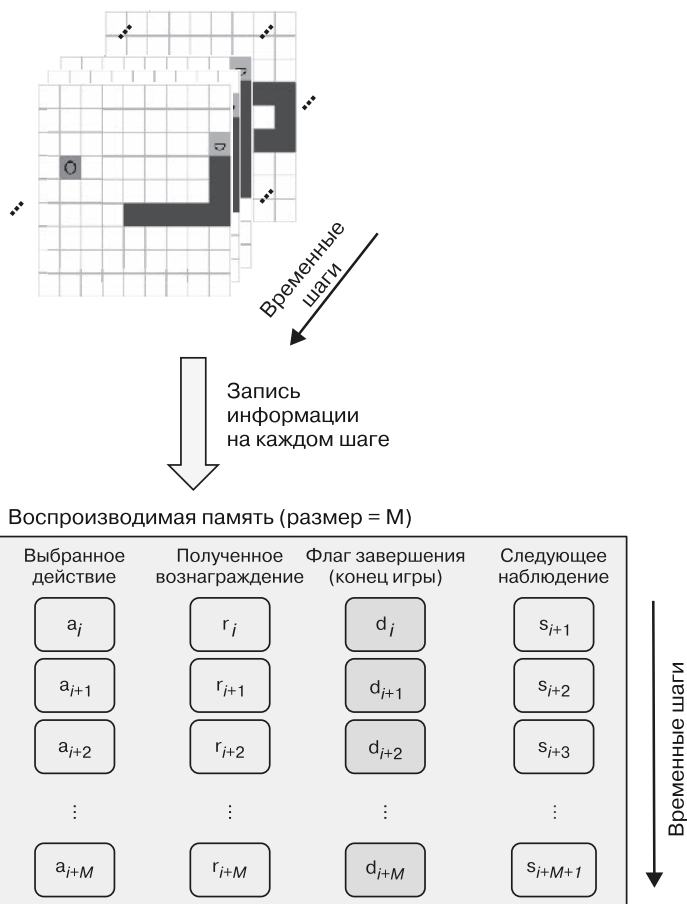 Временные
шаги
Запись
информации
на каждом шаге
Воспроизводимая память (размер = M)
Выбранное действие
Полученное вознаграждение
Флаг завершения (конец игры)
Следующее наблюдение
a_i r_i d_i s_{i+1}
a_{i+1} r_{i+1} d_{i+1} s_{i+2}
a_{i+2} r_{i+2} d_{i+2} s_{i+3}
⋮ ⋮ ⋮ ⋮
a_{i+M} r_{i+M} d_{i+M} s_{i+M+1}
Временные шаги